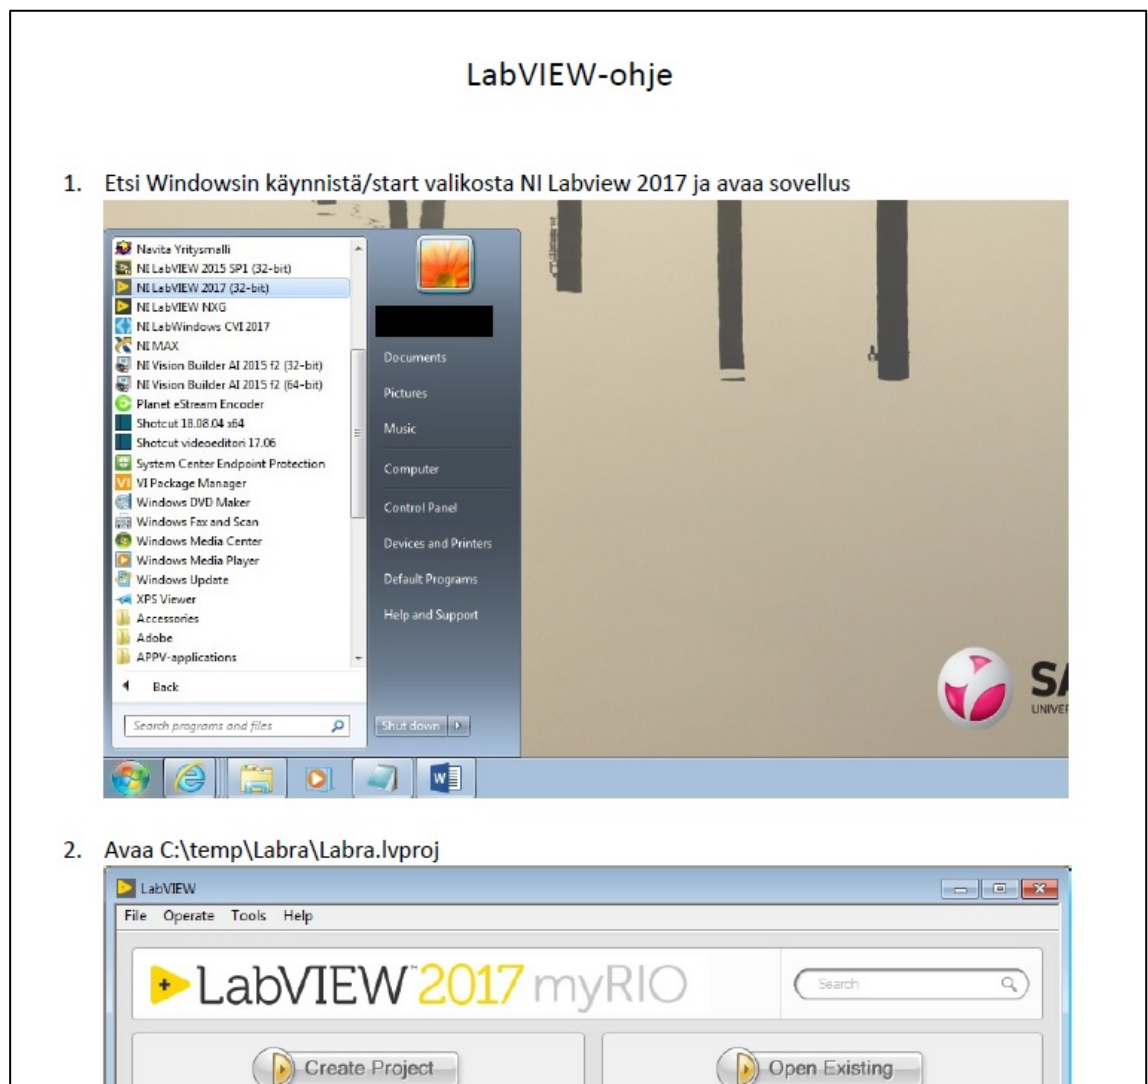 LabVIEW-ohje
1. Etsi Windowsin käynnistä/start valikosta NI Labview 2017 ja avaa sovellus
Navita Yritysmalli
NI LabVIEW 2015 SP1 (32-bit)
NI LabVIEW 2017 (32-bit)
NI LabVIEW NXG
NI LabWindows CVI 2017
NI MAX
NI Vision Builder AI 2015 f2 (32-bit)
NI Vision Builder AI 2015 f2 (64-bit)
Planet eStream Encoder
Shotcut 18.08.04 x64
Shotcut videoeditori 17.06
System Center Endpoint Protection
VI Package Manager
Windows DVD Maker
Windows Fax and Scan
Windows Media Center
Windows Media Player
Windows Update
XPS Viewer
Accessories
Adobe
APPV-applications
Back
Search programs and files
Documents
Pictures
Music
Computer
Control Panel
Devices and Printers
Default Programs
Help and Support
Shut down
SA
UNIVER
2. Avaa C:\temp\Labra\Labra.lvproj
LabVIEW
File Operate Tools Help
LabVIEW™ 2017 myRIO
Search
Create Project
Open Existing